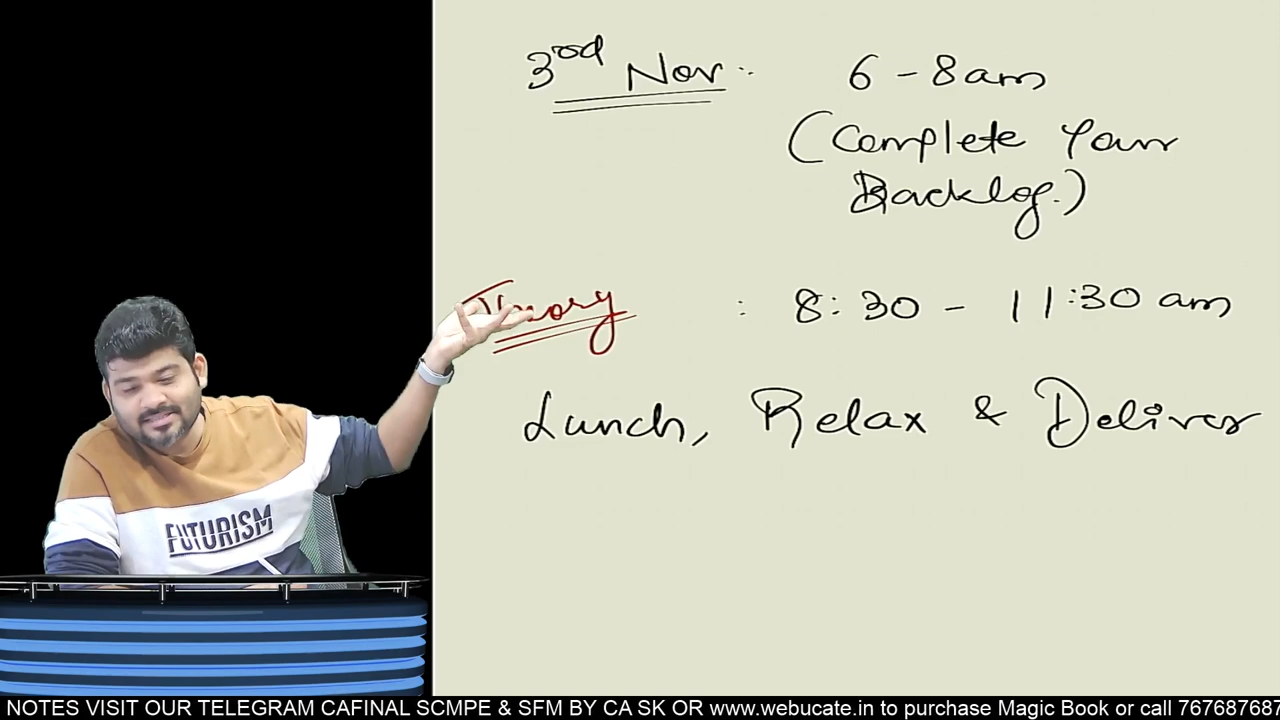 3rd Nov :- 6 - 8am
(Complete Your
Backlog.)
Theory : 8:30 - 11:30 am
Lunch, Relax & Deliver
FUTURISM
NOTES VISIT OUR TELEGRAM CAFINAL SCMPE & SFM BY CA SK OR www.webucate.in to purchase Magic Book or call 767687687